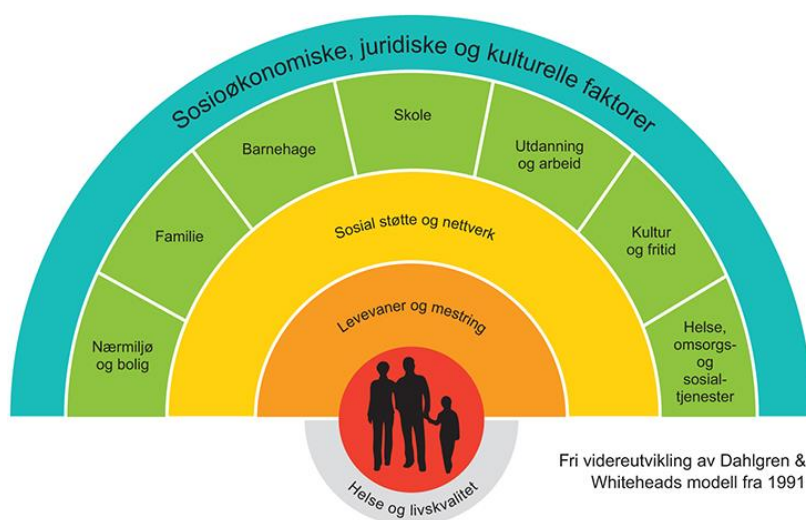 Sosioøkonomiske, juridiske og kulturelle faktorer
Nærmiljø
og bolig
Familie
Barnehage
Skole
Utdanning
og arbeid
Kultur
og fritid
Helse,
omsorgs-
og
sosial-
tjenester
Sosial støtte og nettverk
Levevaner og mestring
Helse og livskvalitet
Fri videreutvikling av Dahlgren &
Whiteheads modell fra 1991